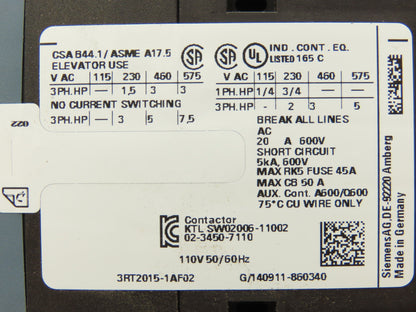 CSA B44.1/ ASME A17.5
ELEVATOR USE
V AC 115 230 460 575
3PH.HP — 1,5 3 3
NO CURRENT SWITCHING
3PH.HP — 3 5 7,5
IND. CONT. EQ.
LISTED 165 C
V AC 115 230 460 575
1PH.HP 1/4 3/4 — —
3PH.HP - 2 3 5
BREAK ALL LINES
AC
20 A 600V
SHORT CIRCUIT
5kA, 600V
MAX RK5 FUSE 45A
MAX CB 50 A
AUX. Cont. A600/Q600
75°C CU WIRE ONLY
Contactor
KTL SW02006-11002
02-3450-7110
110V 50/60Hz
3RT2015-1AF02 G/140911-860340
SiemensAG,DE-92220 Amberg
022